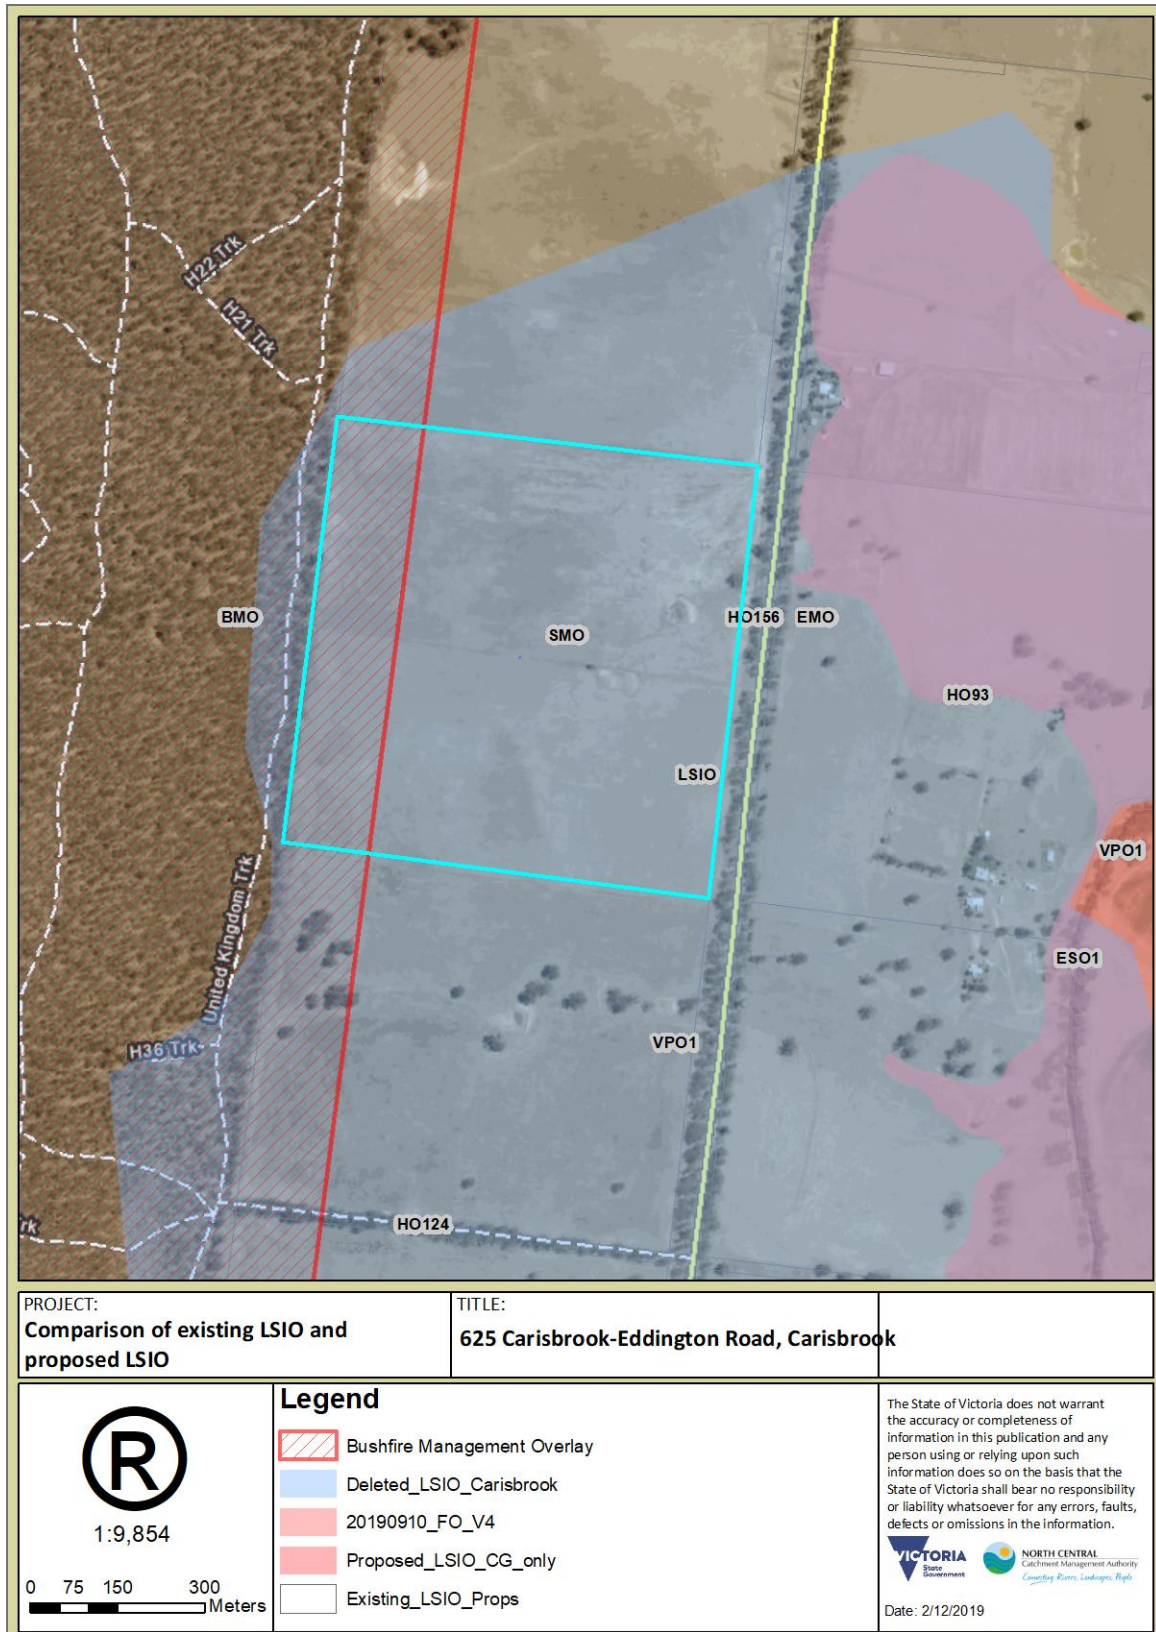 H22 Trk
H21 Trk
BMO
SMO
HO156
EMO
HO93
LSIO
VPO1
ESO1
United Kingdom Trk
H36 Trk
VPO1
HO124
rk
PROJECT:
Comparison of existing LSIO and
proposed LSIO
TITLE:
625 Carisbrook-Eddington Road, Carisbrook
R
1:9,854
0 75 150 300
Meters
Legend
Bushfire Management Overlay
Deleted_LSIO_Carisbrook
20190910_FO_V4
Proposed_LSIO_CG_only
Existing_LSIO_Props
The State of Victoria does not warrant
the accuracy or completeness of
information in this publication and any
person using or relying upon such
information does so on the basis that the
State of Victoria shall bear no responsibility
or liability whatsoever for any errors, faults,
defects or omissions in the information.
VICTORIA
State
Government
NORTH CENTRAL
Catchment Management Authority
Connecting Rivers, Landscapes, People
Date: 2/12/2019